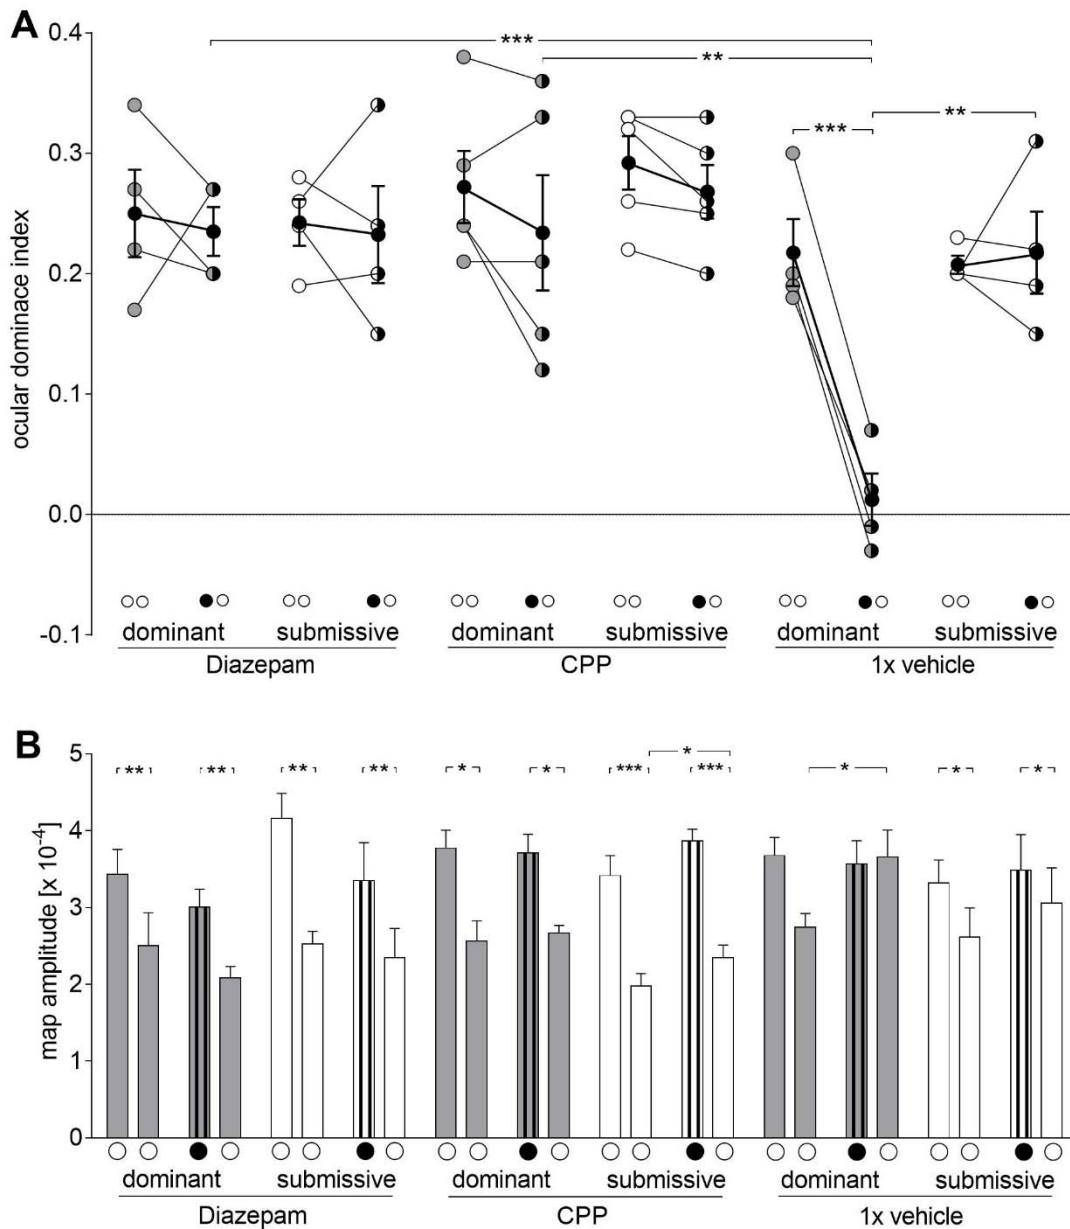 A
0.4
***
**
**
***
0.3
0.2
0.1
0.0
-0.1
ocular dominace index
dominant submissive dominant submissive dominant submissive
Diazepam CPP 1x vehicle
B
5
*
** ** ** ** * * *** *** * * *
4
3
2
1
0
map amplitude [x 10-4)
dominant submissive dominant submissive dominant submissive
Diazepam CPP 1x vehicle